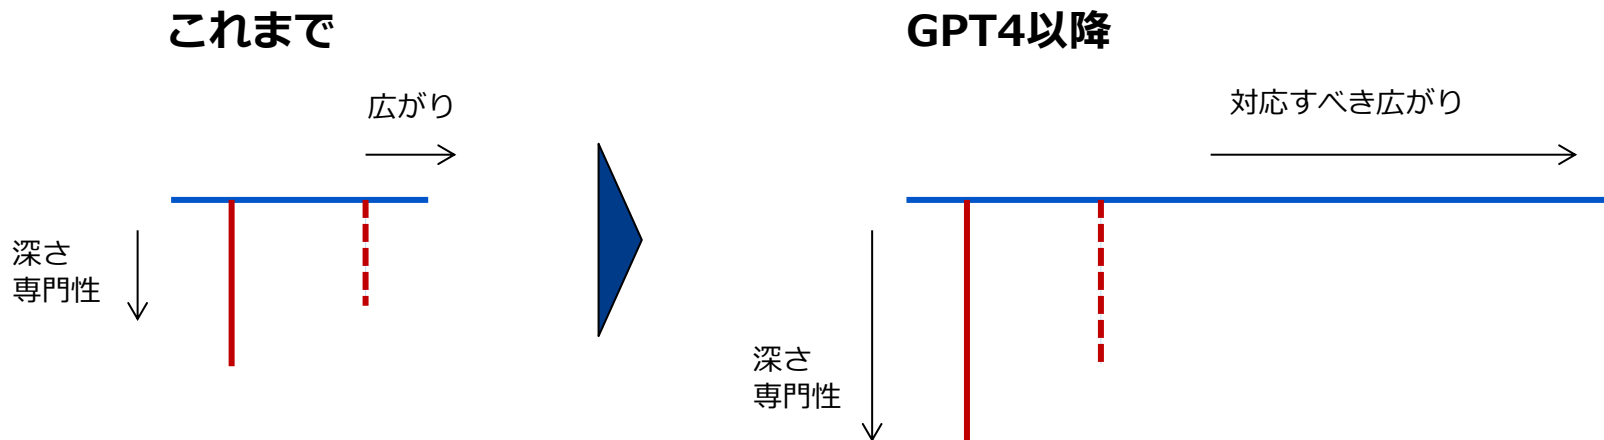 これまで
広がり
深さ
専門性
GPT4以降
対応すべき広がり
深さ
専門性